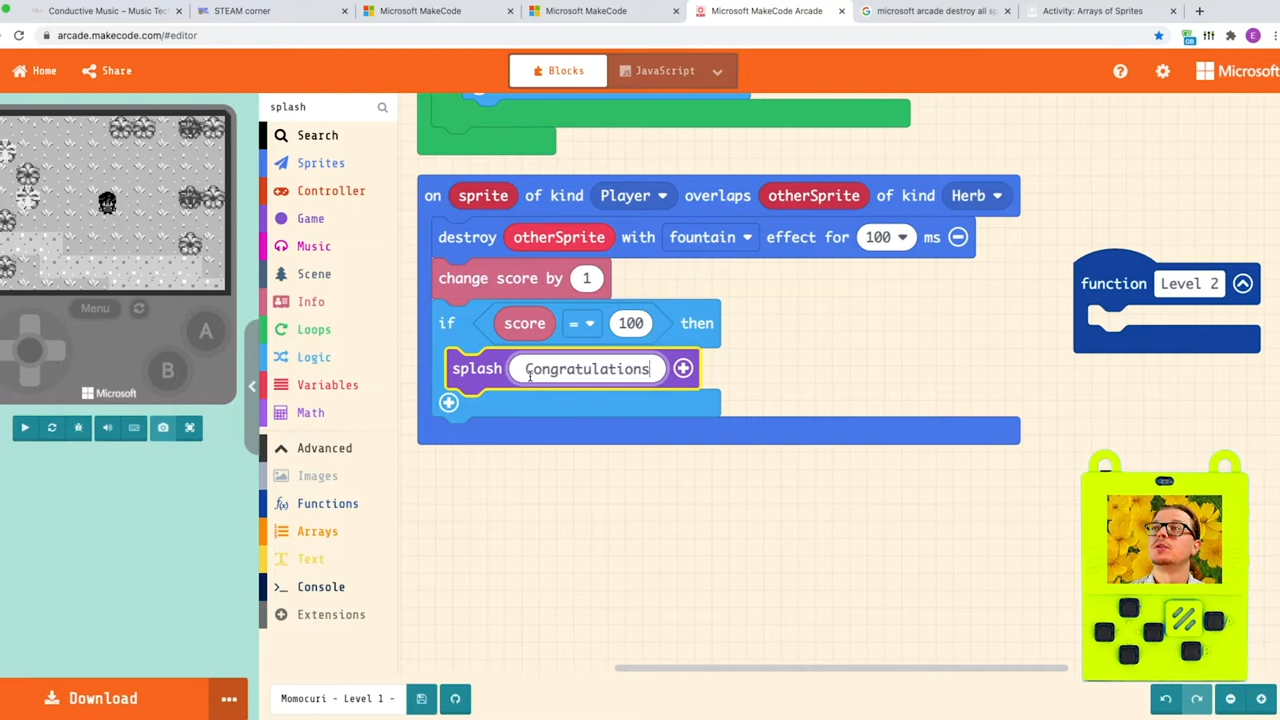 Conductive Music – Music Tec
STEAM corner
Microsoft MakeCode
Microsoft MakeCode
Microsoft MakeCode Arcade
microsoft arcade destroy all sp
Activity: Arrays of Sprites
arcade.makecode.com/#editor
E
Home
Share
Blocks
JavaScript
Microsoft
splash
Search
Sprites
Controller
Game
Music
Scene
Info
Loops
Logic
Variables
Math
Advanced
Images
Functions
Arrays
Text
Console
Extensions
Menu
A
B
Microsoft
on sprite of kind Player overlaps otherSprite of kind Herb
destroy otherSprite with fountain effect for 100 ms
change score by 1
if score = 100 then
splash Congratulations
function Level 2
Download
Momocuri - Level 1 -